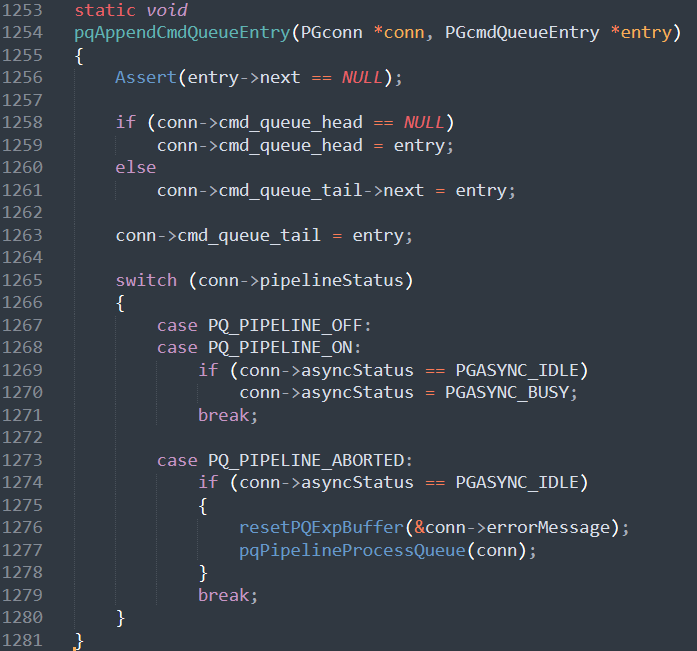 1253 static void
1254 pqAppendCmdQueueEntry(PGconn *conn, PGcmdQueueEntry *entry)
1255 {
1256     Assert(entry->next == NULL);
1257
1258     if (conn->cmd_queue_head == NULL)
1259         conn->cmd_queue_head = entry;
1260     else
1261         conn->cmd_queue_tail->next = entry;
1262
1263     conn->cmd_queue_tail = entry;
1264
1265     switch (conn->pipelineStatus)
1266     {
1267         case PQ_PIPELINE_OFF:
1268         case PQ_PIPELINE_ON:
1269             if (conn->asyncStatus == PGASYNC_IDLE)
1270                 conn->asyncStatus = PGASYNC_BUSY;
1271             break;
1272
1273         case PQ_PIPELINE_ABORTED:
1274             if (conn->asyncStatus == PGASYNC_IDLE)
1275             {
1276                 resetPQExpBuffer(&conn->errorMessage);
1277                 pqPipelineProcessQueue(conn);
1278             }
1279             break;
1280     }
1281 }